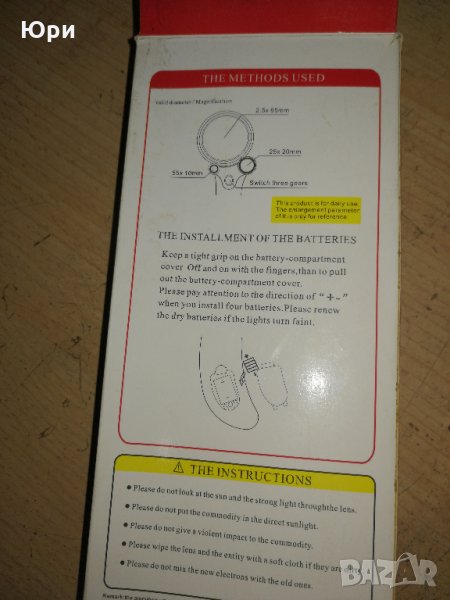 Юри
THE METHODS USED
Valid diameter / Magnification
2.5x 65mm
25x 20mm
55x 10mm
Switch three gears
This product is for daily use.
The enlargement parameter
of it is only for reference
THE INSTALLMENT OF THE BATTERIES
Keep a tight grip on the battery-compartment
cover Off and on with the fingers,than to pull
out the buttery-compartment cover.
Please pay attention to the direction of "+-"
when you install four batteries.Please renew
the dry batteries if the lights turn faint.
THE INSTRUCTIONS
• Please do not look at the sun and the strong light throughthe lens.
• Please do not put the commodity in the direct sunlight.
• Please do not give a violent impact to the commodity.
• Please wipe the lens and the entity with a soft cloth if they are
• Please do not mix the new electrons with the old ones.
Remark:the
BAZAR